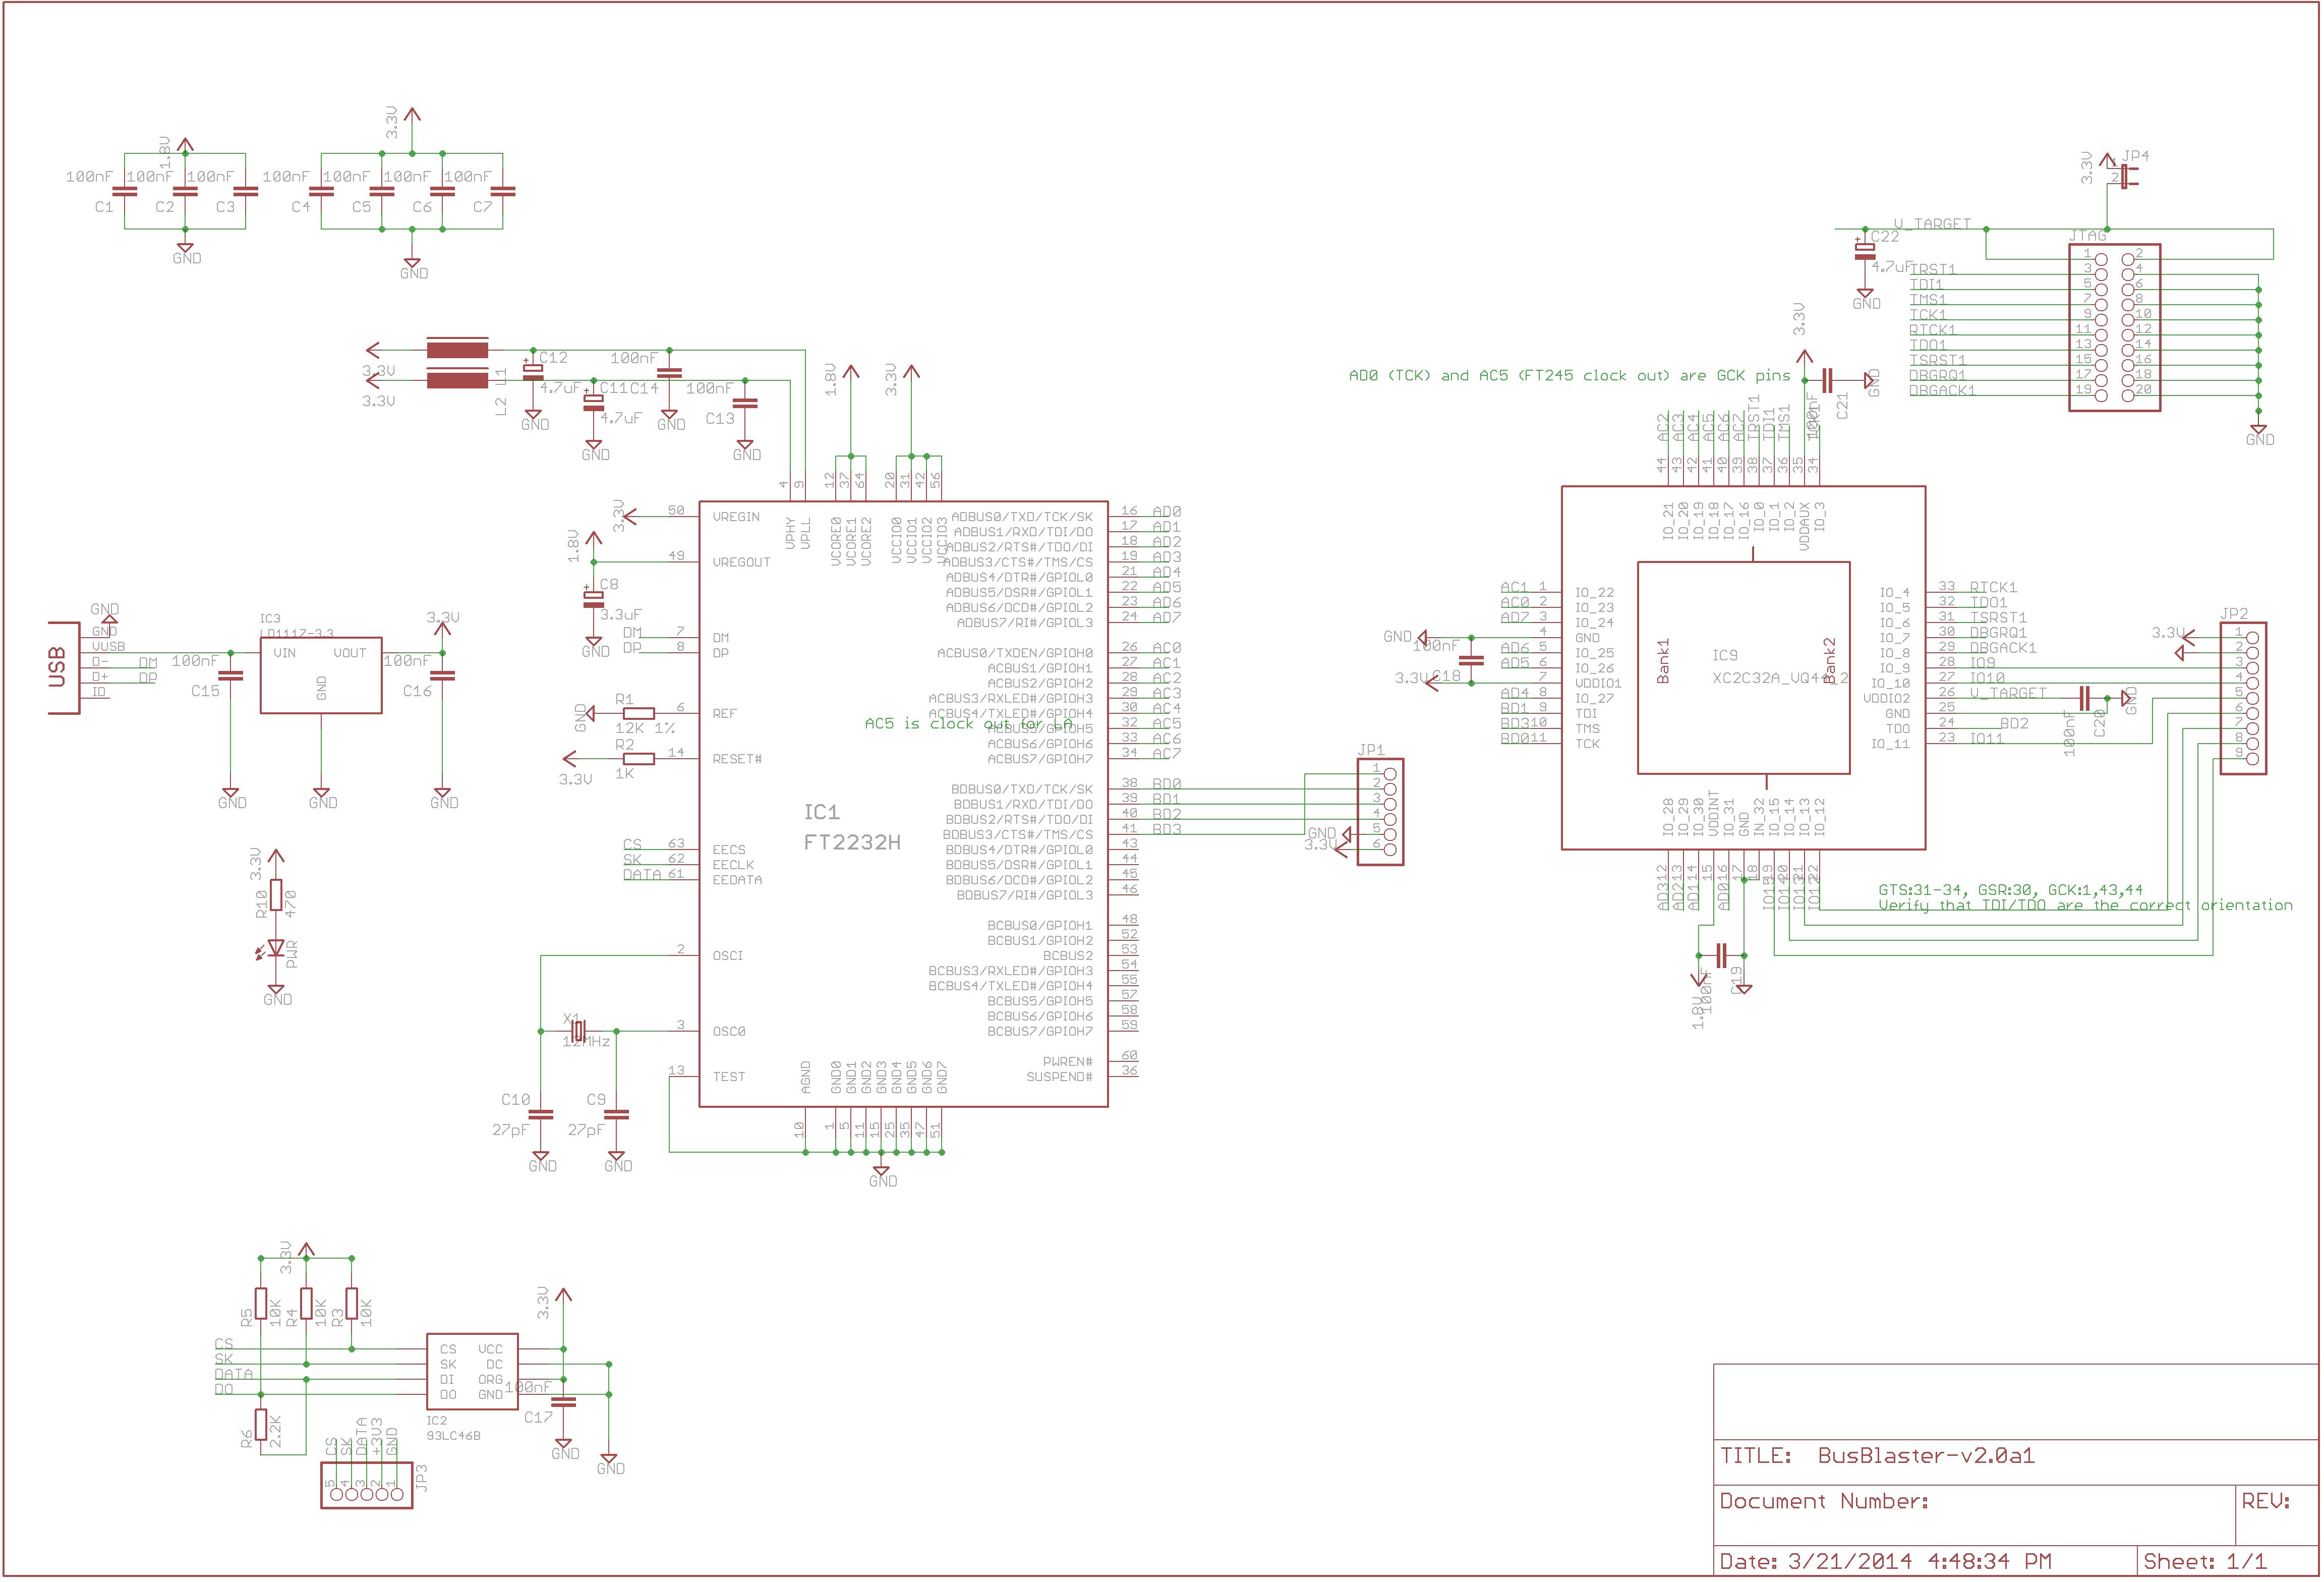 3.3V
1.8V
100nF 100nF 100nF 100nF 100nF 100nF 100nF
C1 C2 C3 C4 C5 C6 C7
GND
GND
3.3V
JP4
1
2
V_TARGET
C22
4.7uF
GND
JTAG
1 2
TRST1 3 4
TDI1 5 6
TMS1 7 8
TCK1 9 10
RTCK1 11 12
TDO1 13 14
TSRST1 15 16
DBGRQ1 17 18
DBGACK1 19 20
GND
3.3V
3.3V
L1
L2
C12
4.7uF
GND
C11
4.7uF
GND
100nF
C14
GND
100nF
C13
GND
1.8V
3.3V
AD0 (TCK) and AC5 (FT245 clock out) are GCK pins
3.3V
100nF
C21
GND
4 9 12 37 64 20 31 42 56
VPHY VPLL VCORE0 VCORE1 VCORE2 VCCIO0 VCCIO1 VCCIO2 VCCIO3
3.3V 50 VREGIN
1.8V 49 VREGOUT
C8
3.3uF
GND
DM 7 DM
DP 8 DP
R1
GND 12K 1% 6 REF
R2
3.3V 1K 14 RESET#
CS 63 EECS
SK 62 EECLK
DATA 61 EEDATA
2 OSCI
X1
12MHz
3 OSCO
13 TEST
C10
27pF
GND
C9
27pF
GND
IC1
FT2232H
ADBUS0/TXD/TCK/SK 16 AD0
ADBUS1/RXD/TDI/DO 17 AD1
ADBUS2/RTS#/TDO/DI 18 AD2
ADBUS3/CTS#/TMS/CS 19 AD3
ADBUS4/DTR#/GPIOL0 21 AD4
ADBUS5/DSR#/GPIOL1 22 AD5
ADBUS6/DCD#/GPIOL2 23 AD6
ADBUS7/RI#/GPIOL3 24 AD7
ACBUS0/TXDEN/GPIOH0 26 AC0
ACBUS1/GPIOH1 27 AC1
ACBUS2/GPIOH2 28 AC2
ACBUS3/RXLED#/GPIOH3 29 AC3
ACBUS4/TXLED#/GPIOH4 30 AC4
AC5 is clock out for LA
ACBUS5/GPIOH5 32 AC5
ACBUS6/GPIOH6 33 AC6
ACBUS7/GPIOH7 34 AC7
BDBUS0/TXD/TCK/SK 38 BD0
BDBUS1/RXD/TDI/DO 39 BD1
BDBUS2/RTS#/TDO/DI 40 BD2
BDBUS3/CTS#/TMS/CS 41 BD3
BDBUS4/DTR#/GPIOL0 43
BDBUS5/DSR#/GPIOL1 44
BDBUS6/DCD#/GPIOL2 45
BDBUS7/RI#/GPIOL3 46
BCBUS0/GPIOH1 48
BCBUS1/GPIOH2 52
BCBUS2 53
BCBUS3/RXLED#/GPIOH3 54
BCBUS4/TXLED#/GPIOH4 55
BCBUS5/GPIOH5 57
BCBUS6/GPIOH6 58
BCBUS7/GPIOH7 59
PWREN# 60
SUSPEND# 36
AGND GND0 GND1 GND2 GND3 GND4 GND5 GND6 GND7
10 1 5 11 15 25 35 47 51
GND
USB
GND
GND
VUSB
D- DM
D+ DP
ID
100nF
C15
GND
IC3
LD1117-3.3
VIN VOUT
GND
GND
3.3V
100nF
C16
GND
3.3V
R10
470
PWR
GND
JP1
1
2
3
4
GND 5
3.3V 6
AC2 AC3 AC4 AC5 AC6 AC7 TRST1 TDI1 TMS1 TCK1
44 43 42 41 40 39 38 37 36 35 34
IO_21 IO_20 IO_19 IO_18 IO_17 IO_16 IO_0 IO_1 IO_2 VDDAUX IO_3
AC1 1 IO_22
AC0 2 IO_23
AD7 3 IO_24
GND 4 GND
100nF
C18
AD6 5 IO_25
AD5 6 IO_26
3.3V 7 VDDIO1
AD4 8 IO_27
BD1 9 TDI
BD3 10 TMS
BD0 11 TCK
Bank1
IC9
XC2C32A_VQ44_2
Bank2
IO_4 33 RTCK1
IO_5 32 TDO1
IO_6 31 TSRST1
IO_7 30 DBGRQ1
IO_8 29 DBGACK1
IO_9 28 IO9
IO_10 27 IO10
VDDIO2 26 V_TARGET
GND 25
TDO 24 BD2
IO_11 23 IO11
100nF
C20
GND
JP2
3.3V 1
2
3
4
5
6
7
8
9
IO_28 IO_29 IO_30 VDDINT IO_31 GND IN_32 IO_15 IO_14 IO_13 IO_12
12 13 14 15 16 17 18 19 20 21 22
AD3 AD2 AD1 AD0 IO15 IO14 IO13 IO12
1.8V
100nF
C19
GTS:31-34, GSR:30, GCK:1,43,44
Verify that TDI/TDO are the correct orientation
3.3V
R5 10K R4 10K R3 10K
CS
SK
DATA
DO
CS VCC
SK DC
DI ORG
DO GND
IC2
93LC46B
R6
2.2K
3.3V
100nF
C17
GND
GND
CS SK DATA +3V3 GND
5 4 3 2 1
JP3
TITLE: BusBlaster-v2.0a1
Document Number:
REV:
Date: 3/21/2014 4:48:34 PM
Sheet: 1/1